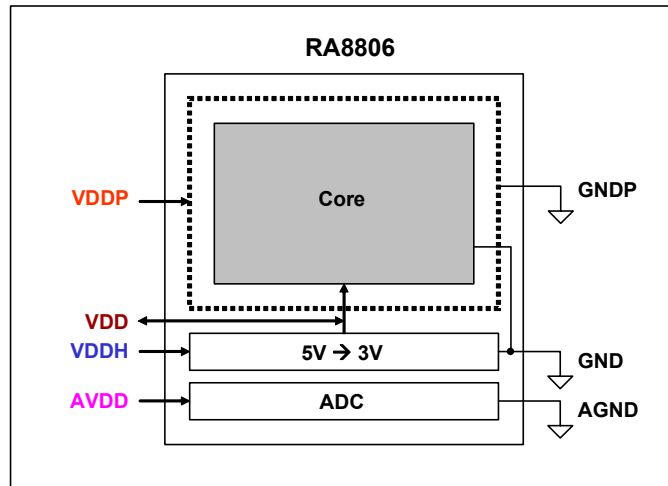 RA8806
Core
VDDP
GNDP
VDD
VDDH
5V → 3V
GND
AVDD
ADC
AGND